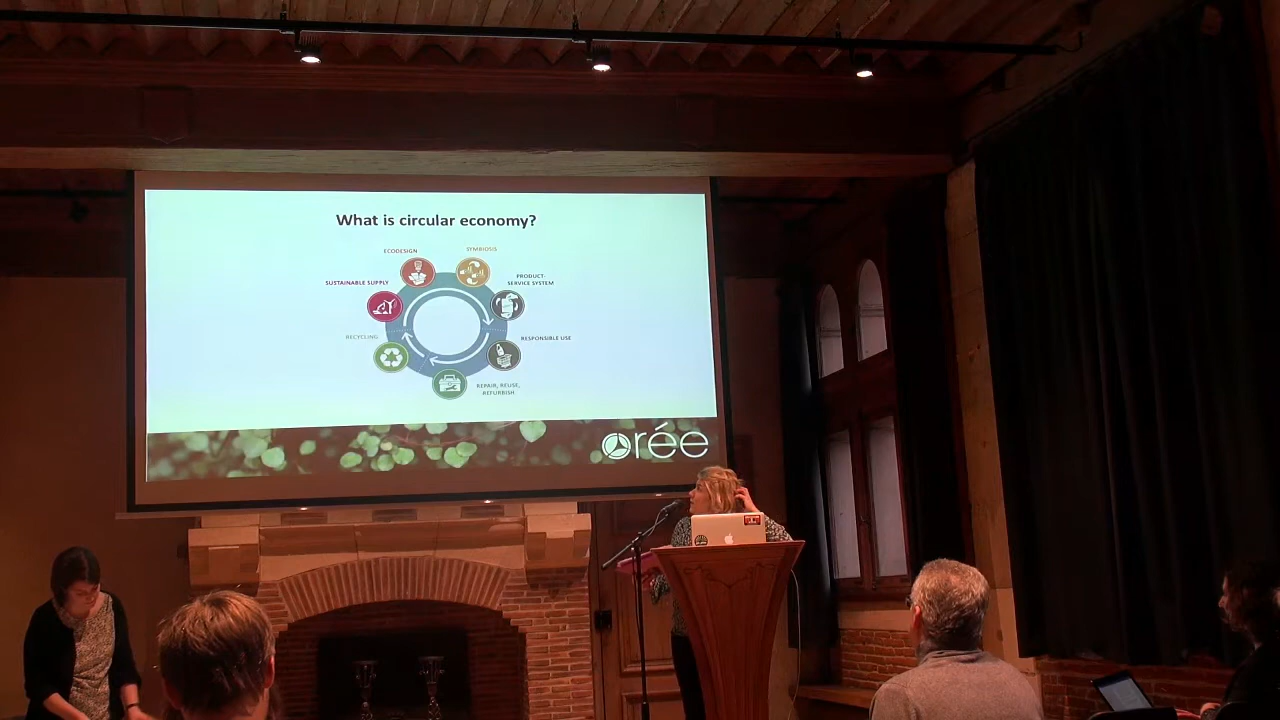 What is circular economy?
ECODESIGN
SYMBIOSIS
SUSTAINABLE SUPPLY
PRODUCT-
SERVICE SYSTEM
RECYCLING
RESPONSIBLE USE
REPAIR, REUSE,
REFURBISH
orée